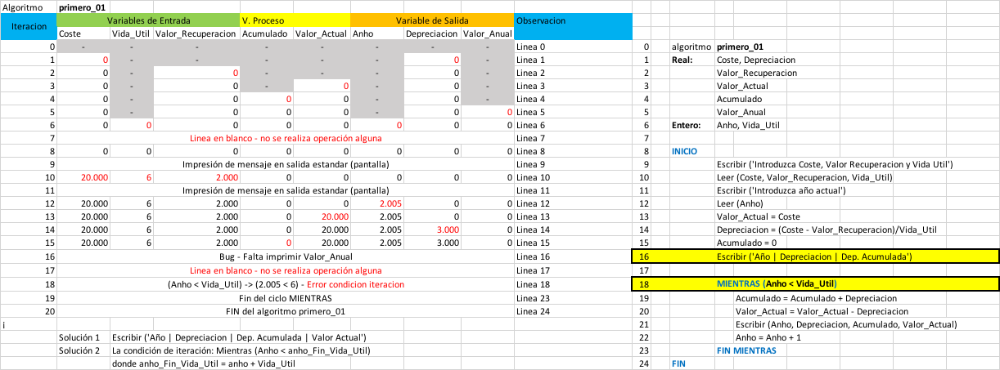 Algoritmo primero_01
Iteracion Variables de Entrada V. Proceso Variable de Salida Observacion
Coste Vida_Util Valor_Recuperacion Acumulado Valor_Actual Anho Depreciacion Valor_Anual
0 - - - - - - - - Linea 0 0 algoritmo primero_01
1 0 - - - - - 0 - Linea 1 1 Real: Coste, Depreciacion
2 0 - 0 - - - 0 - Linea 2 2 Valor_Recuperacion
3 0 - 0 - 0 - 0 - Linea 3 3 Valor_Actual
4 0 - 0 0 0 - 0 - Linea 4 4 Acumulado
5 0 - 0 0 0 - 0 0 Linea 5 5 Valor_Anual
6 0 0 0 0 0 0 0 0 Linea 6 6 Entero: Anho, Vida_Util
7 Linea en blanco - no se realiza operación alguna Linea 7 7
8 0 0 0 0 0 0 0 0 Linea 8 8 INICIO
9 Impresión de mensaje en salida estandar (pantalla) Linea 9 9 Escribir ('Introduzca Coste, Valor Recuperacion y Vida Util')
10 20.000 6 2.000 0 0 0 0 0 Linea 10 10 Leer (Coste, Valor_Recuperacion, Vida_Util)
11 Impresión de mensaje en salida estandar (pantalla) Linea 11 11 Escribir ('Introduzca año actual')
12 20.000 6 2.000 0 0 2.005 0 0 Linea 12 12 Leer (Anho)
13 20.000 6 2.000 0 20.000 2.005 0 0 Linea 13 13 Valor_Actual = Coste
14 20.000 6 2.000 0 20.000 2.005 3.000 0 Linea 14 14 Depreciacion = (Coste - Valor_Recuperacion)/Vida_Util
15 20.000 6 2.000 0 20.000 2.005 3.000 0 Linea 15 15 Acumulado = 0
16 Bug - Falta imprimir Valor_Anual Linea 16 16 Escribir ('Año | Depreciacion | Dep. Acumulada')
17 Linea en blanco - no se realiza operación alguna Linea 17 17
18 (Anho < Vida_Util) -> (2.005 < 6) - Error condicion iteracion Linea 18 18 MIENTRAS (Anho < Vida_Util)
19 Fin del ciclo MIENTRAS Linea 23 19 Acumulado = Acumulado + Depreciacion
20 FIN del algoritmo primero_01 Linea 24 20 Valor_Actual = Valor_Actual - Depreciacion
¡ 21 Escribir (Anho, Depreciacion, Acumulado, Valor_Actual)
Solución 1 Escribir ('Año | Depreciacion | Dep. Acumulada | Valor Actual') 22 Anho = Anho + 1
Solución 2 La condición de iteración: Mientras (Anho < anho_Fin_Vida_Util) 23 FIN MIENTRAS
donde anho_Fin_Vida_Util = anho + Vida_Util 24 FIN